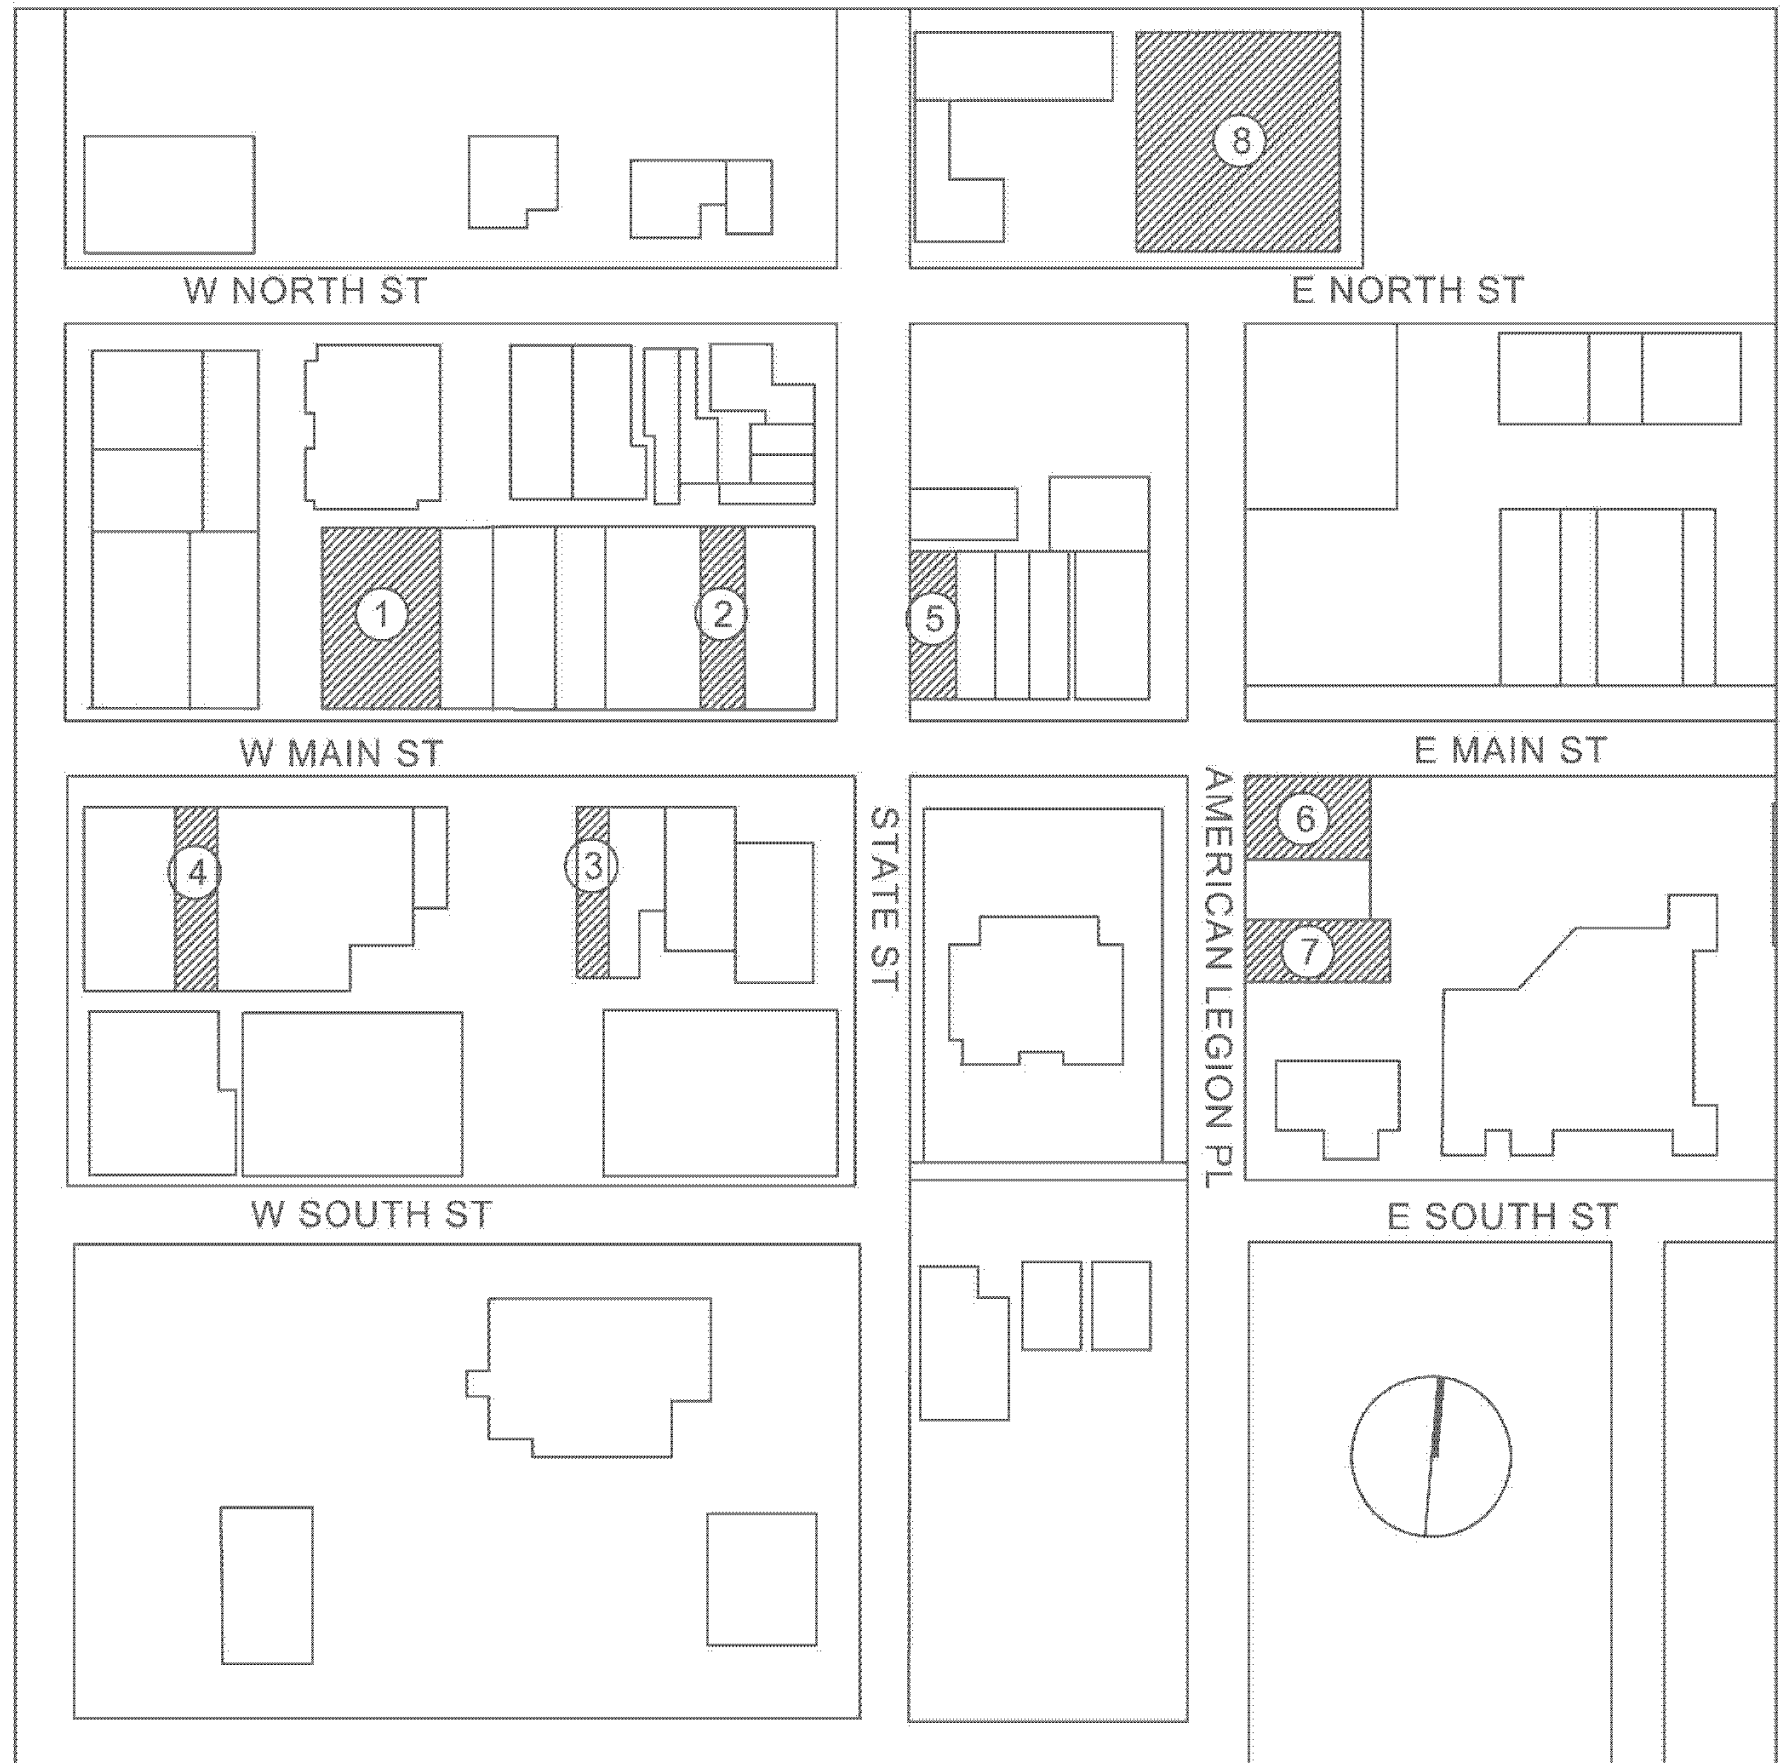 8
W NORTH ST
E NORTH ST
1
2
5
W MAIN ST
E MAIN ST
STATE ST
AMERICAN LEGION PL
6
4
3
7
W SOUTH ST
E SOUTH ST